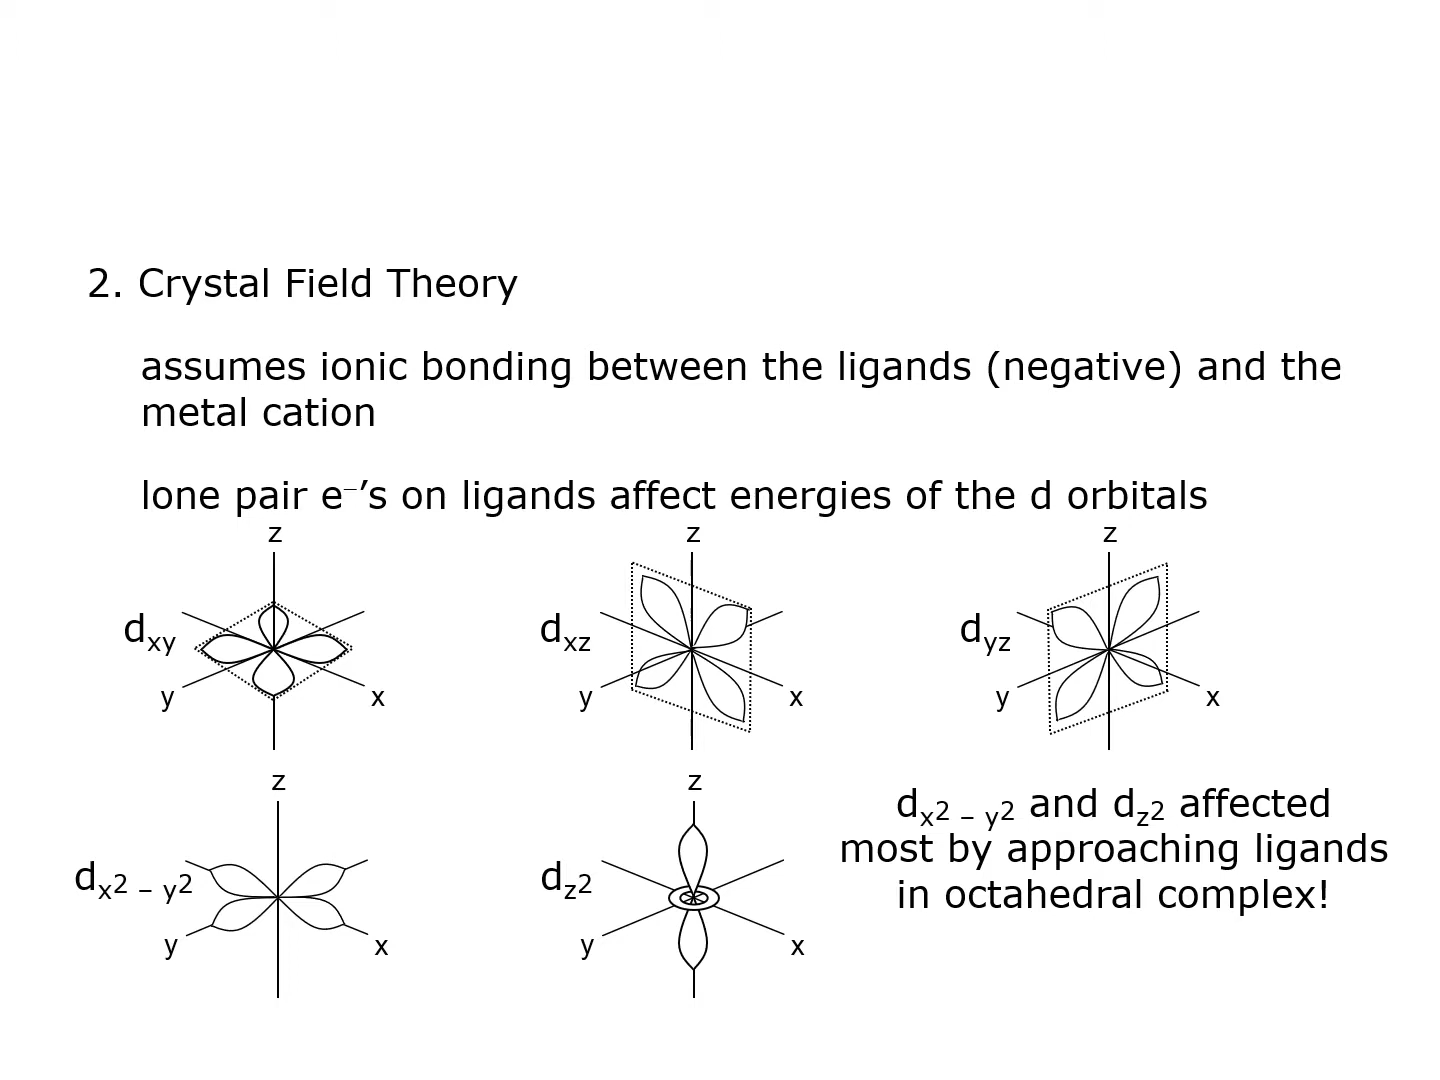 2. Crystal Field Theory
assumes ionic bonding between the ligands (negative) and the
metal cation
lone pair e⁻’s on ligands affect energies of the d orbitals
z z z
dxy dxz dyz
y x y x y x
z z
dx2 – y2 dz2
y x y x
dx2 – y2 and dz2 affected
most by approaching ligands
in octahedral complex!